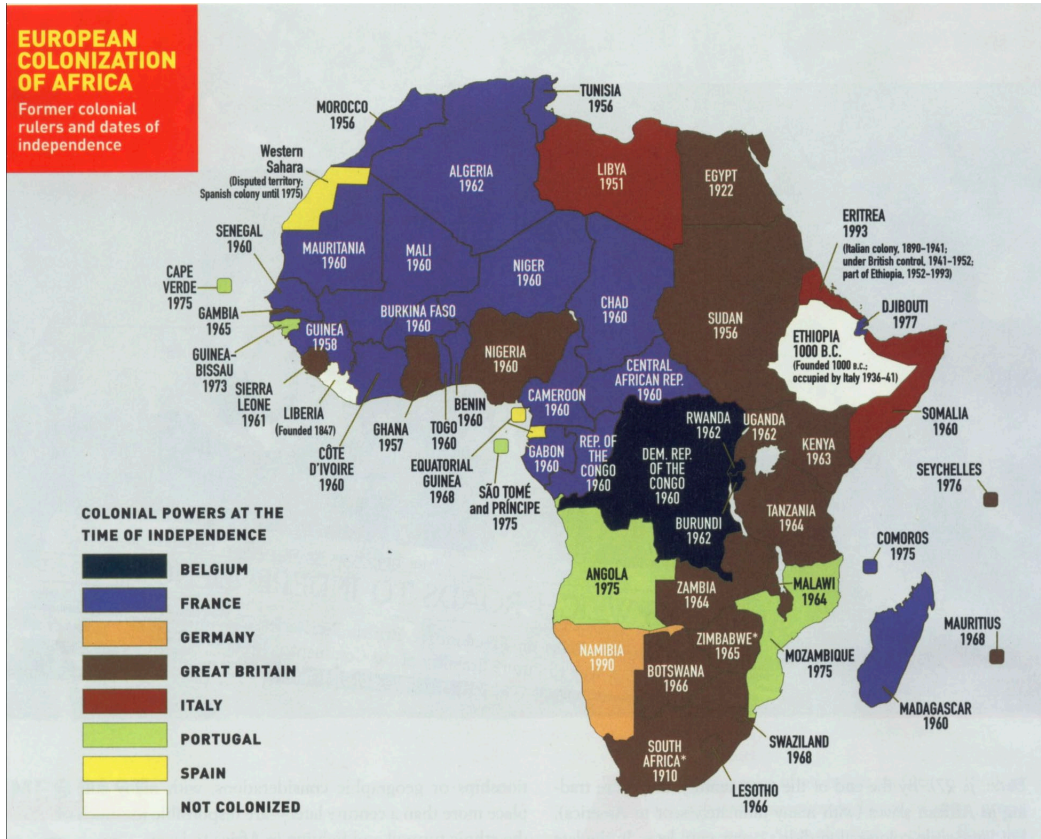 EUROPEAN
COLONIZATION
OF AFRICA
Former colonial
rulers and dates of
independence
MOROCCO
1956
TUNISIA
1956
Western
Sahara
(Disputed territory;
Spanish colony until 1975)
ALGERIA
1962
LIBYA
1951
EGYPT
1922
SENEGAL
1960
MAURITANIA
1960
MALI
1960
NIGER
1960
CHAD
1960
SUDAN
1956
ERITREA
1993
(Italian colony, 1890–1941;
under British control, 1941–1952;
part of Ethiopia, 1952–1993)
CAPE
VERDE
1975
GAMBIA
1965
GUINEA
1958
BURKINA FASO
1960
NIGERIA
1960
DJIBOUTI
1977
ETHIOPIA
1000 B.C.
(Founded 1000 B.C.;
occupied by Italy 1936–41)
GUINEA-
BISSAU
1973
SIERRA
LEONE
1961
LIBERIA
(Founded 1847)
CÔTE
D'IVOIRE
1960
GHANA
1957
TOGO
1960
BENIN
1960
CAMEROON
1960
CENTRAL
AFRICAN REP.
1960
EQUATORIAL
GUINEA
1968
GABON
1960
REP. OF
THE
CONGO
1960
SÃO TOMÉ
and PRÍNCIPE
1975
DEM. REP.
OF THE
CONGO
1960
RWANDA
1962
UGANDA
1962
KENYA
1963
SOMALIA
1960
SEYCHELLES
1976
BURUNDI
1962
TANZANIA
1964
COMOROS
1975
ANGOLA
1975
ZAMBIA
1964
MALAWI
1964
MAURITIUS
1968
NAMIBIA
1990
ZIMBABWE*
1965
BOTSWANA
1966
MOZAMBIQUE
1975
MADAGASCAR
1960
SOUTH
AFRICA*
1910
SWAZILAND
1968
LESOTHO
1966
COLONIAL POWERS AT THE
TIME OF INDEPENDENCE
BELGIUM
FRANCE
GERMANY
GREAT BRITAIN
ITALY
PORTUGAL
SPAIN
NOT COLONIZED